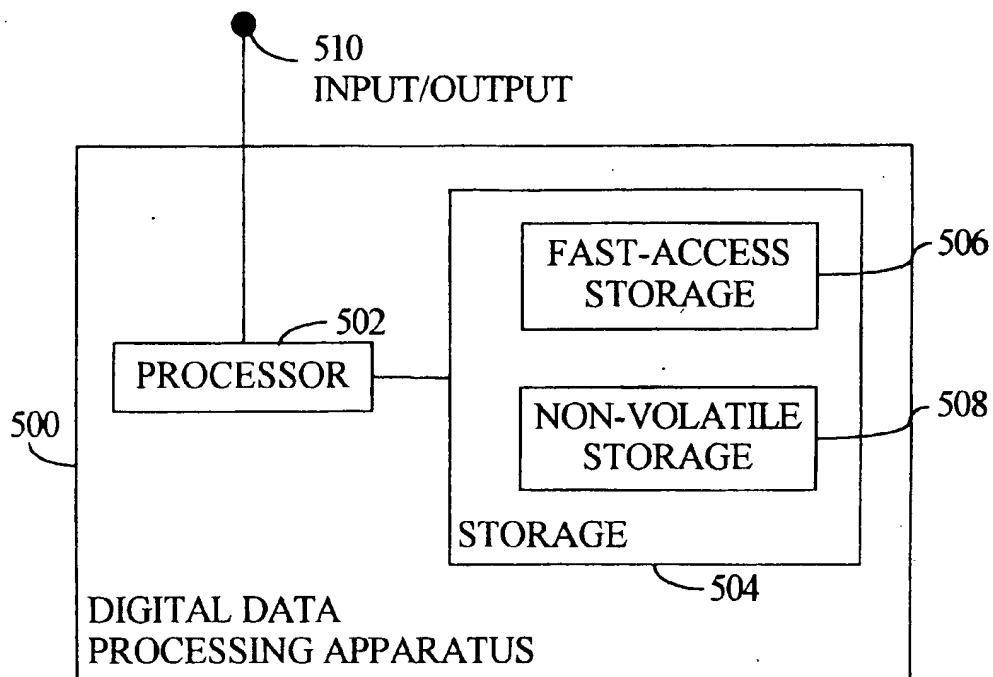 510
INPUT/OUTPUT
FAST-ACCESS
STORAGE
506
502
PROCESSOR
NON-VOLATILE
STORAGE
508
500
STORAGE
504
DIGITAL DATA
PROCESSING APPARATUS